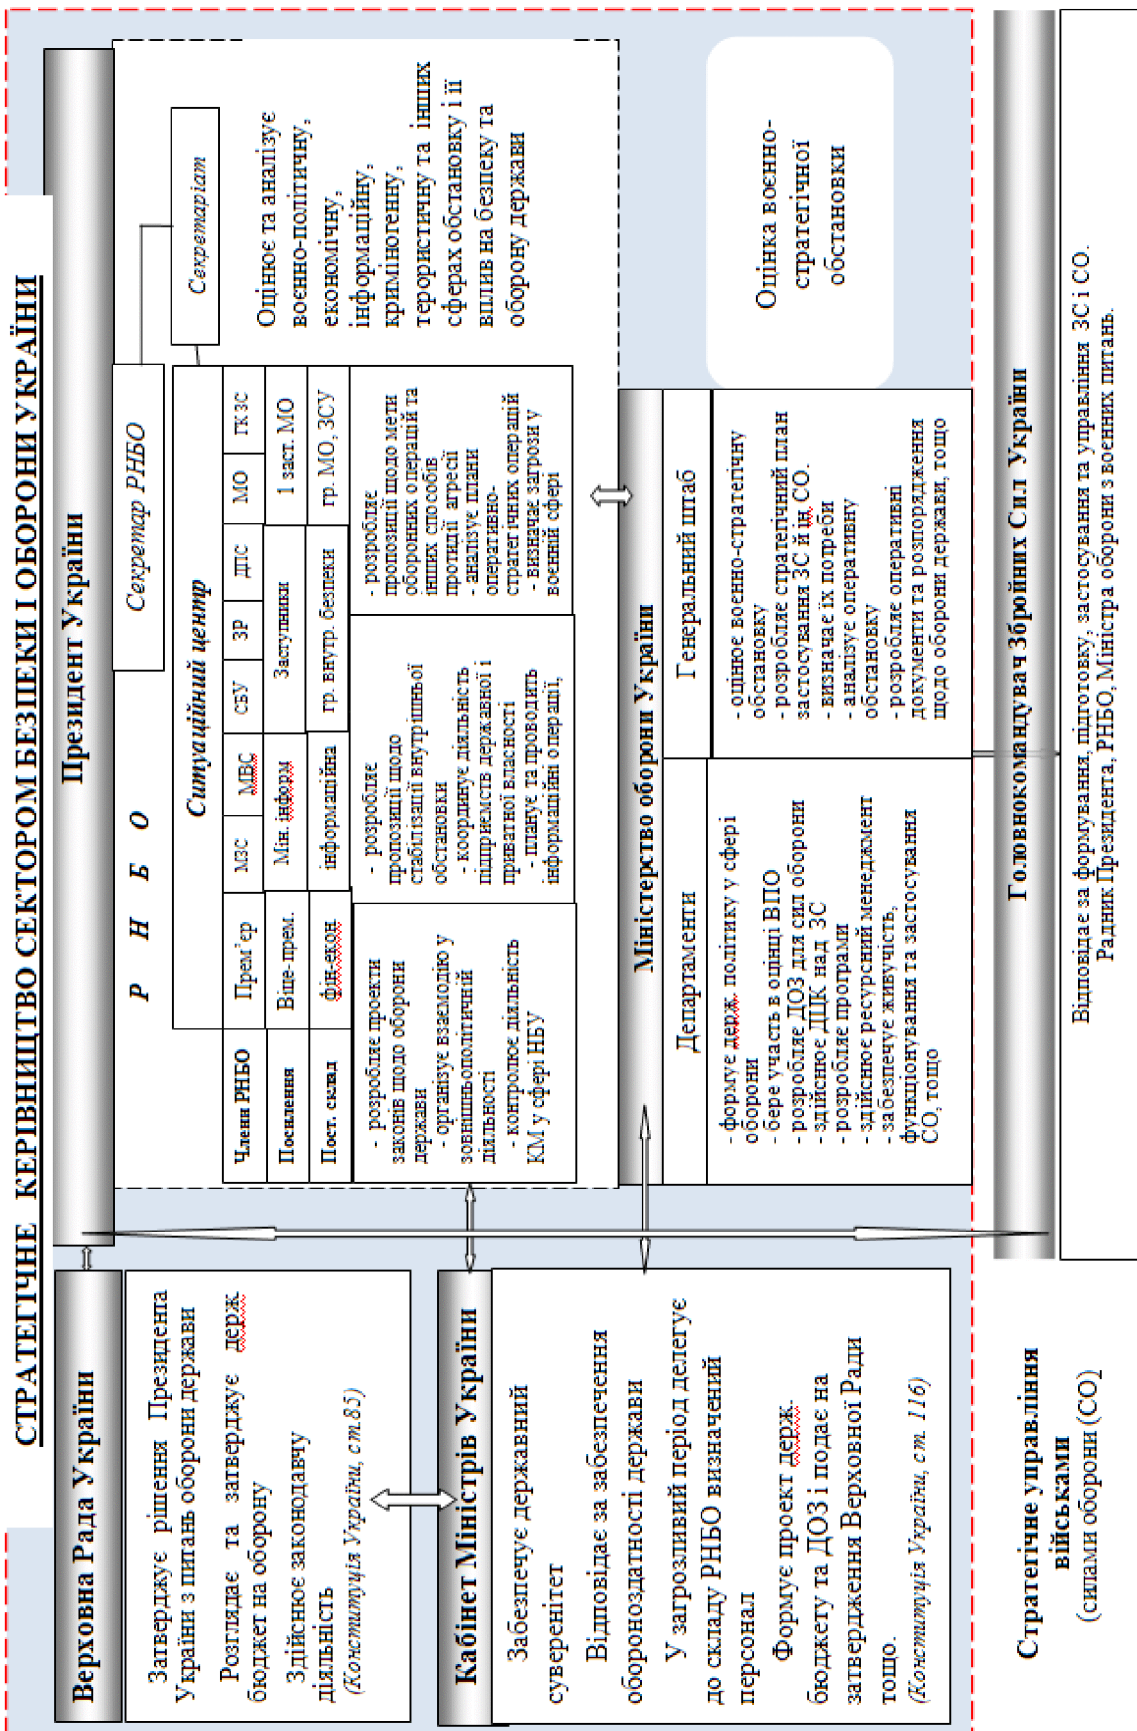 СТРАТЕГІЧНЕ КЕРІВНИЦТВО СЕКТОРОМ БЕЗПЕКИ І ОБОРОНИ УКРАЇНИ
Верховна Рада України
Затверджує рішення Президента
України з питань оборони держави
Розглядає та затверджує держ.
бюджет на оборону
Здійснює законодавчу
діяльність
(Конституція України, ст.85)
Кабінет Міністрів України
Забезпечує державний
суверенітет
Відповідає за забезпечення
обороноздатності держави
У загрозливий період делегує
до складу РНБО визначений
персонал
Формує проект держ.
бюджету та ДОЗ і подає на
затвердження Верховної Ради
тощо.
(Конституція України, ст. 116)
Президент України
Р Н Б О
Секретар РНБО
Секретаріат
Ситуаційний центр
Члени РНБО
Прем'єр
МЗС
МВС
СБУ
ЗР
ДПС
МО
ГК ЗС
Посилення
Віце-прем.
Мін. інформ
Заступники
1 заст. МО
Пост. склад
фін-екон.
інформаційна
гр. внутр. безпеки
гр. МО, ЗСУ
- розробляє проекти
законів щодо оборони
держави
- організує взаємодію у
зовнішньополітичній
діяльності
- контролює діяльність
КМ у сфері НБУ
- розробляє
пропозиції щодо
стабілізації внутрішньої
обстановки
- координує діяльність
підприємств державної і
приватної власності
- планує та проводить
інформаційні операції,
- розробляє
пропозиції щодо мети
оборонних операцій та
інших способів
протидії агресії
- аналізує плани
оперативно-
стратегічних операцій
- визначає загрози у
воєнній сфері
Оцінює та аналізує
воєнно-політичну,
економічну,
інформаційну,
криміногенну,
терористичну та інших
сферах обстановку і її
вплив на безпеку та
оборону держави
Міністерство оборони України
Департаменти
- формує держ. політику у сфері
оборони
- бере участь в оцінці ВПО
- розробляє ДОЗ для сил оборони
- здійснює ДЦК над ЗС
- розробляє програми
- здійснює ресурсний менеджмент
- забезпечує живучість,
функціонування та застосування
СО, тощо
Генеральний штаб
- оцінює воєнно-стратегічну
обстановку
- розробляє стратегічний план
застосування ЗС й ін. СО.
- визначає їх потреби
- аналізує оперативну
обстановку
- розробляє оперативні
документи та розпорядження
щодо оборони держави, тощо
Оцінка воєнно-
стратегічної
обстановки
Стратегічне управління
військами
(силами оборони (СО)
Головнокомандувач Збройних Сил України
Відповідає за формування, підготовку, застосування та управління ЗС і СО.
Радник Президента, РНБО, Міністра оборони з воєнних питань.